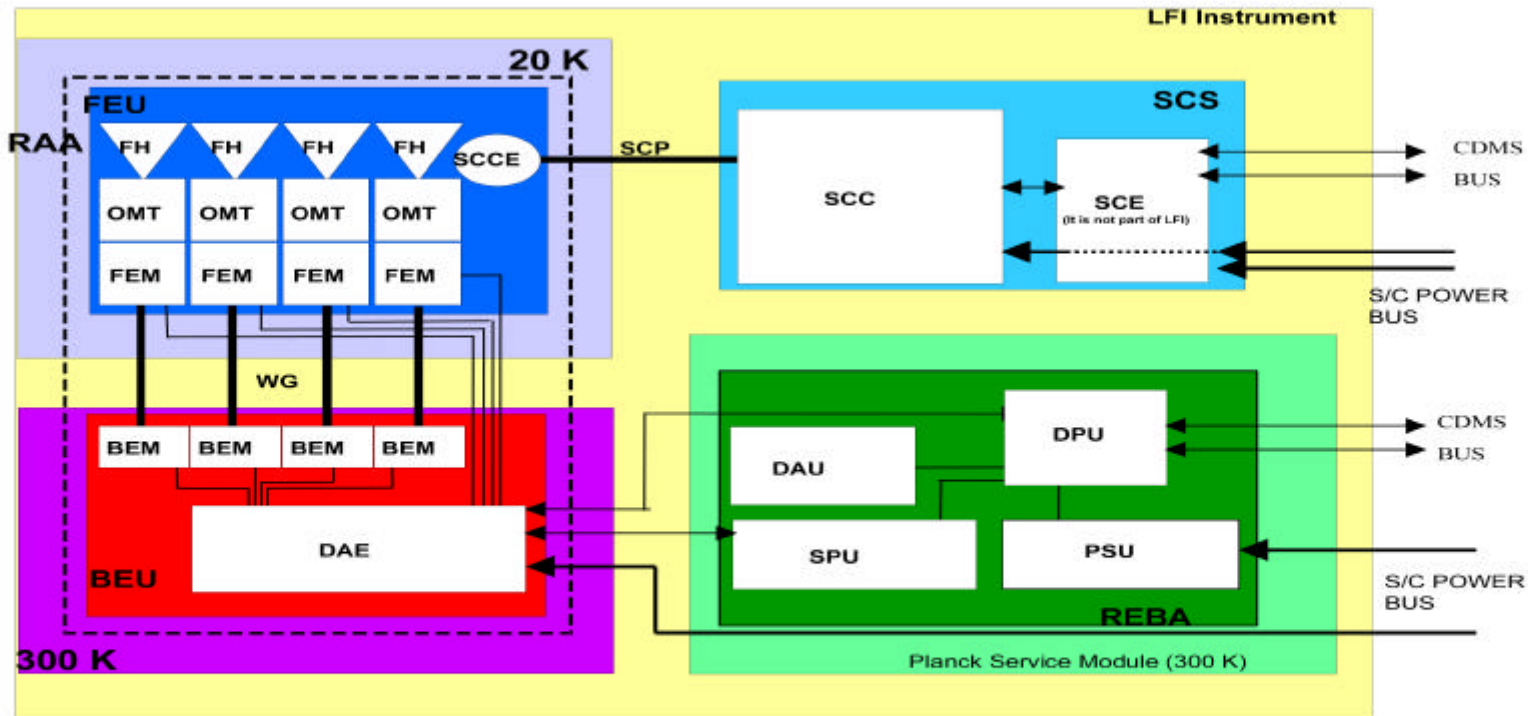 LFI Instrument
20 K
FEU
SCS
RAA
FH FH FH FH
SCCE
SCP
CDMS
BUS
SCC
SCE
(It is not part of LFI)
OMT OMT OMT OMT
FEM FEM FEM FEM
S/C POWER
BUS
WG
CDMS
BUS
DPU
BEM BEM BEM BEM
DAU
DAE
SPU
PSU
BEU
S/C POWER
BUS
REBA
300 K
Planck Service Module (300 K)